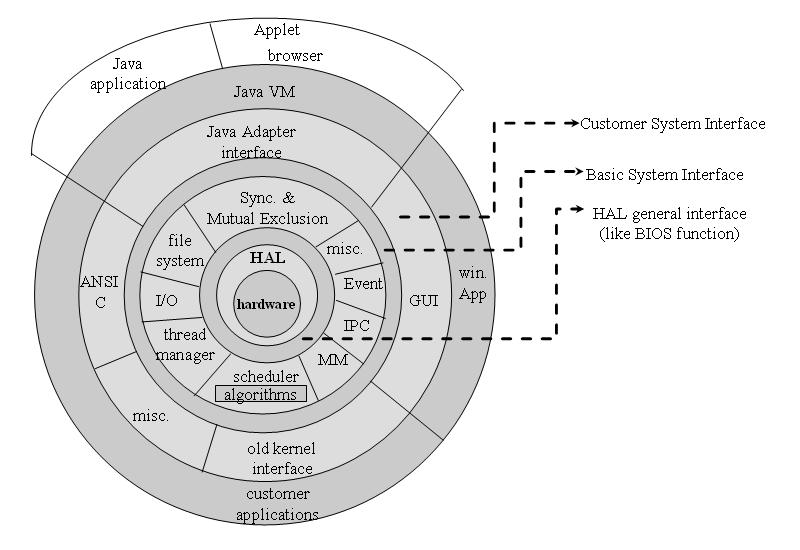 Applet
browser
Java
application
Java VM
Java Adapter
interface
Customer System Interface
Basic System Interface
HAL general interface
(like BIOS function)
Sync. &
Mutual Exclusion
file
system
misc.
HAL
hardware
Event
I/O
IPC
ANSI
C
GUI
win.
App
thread
manager
MM
scheduler
algorithms
misc.
old kernel
interface
customer
applications